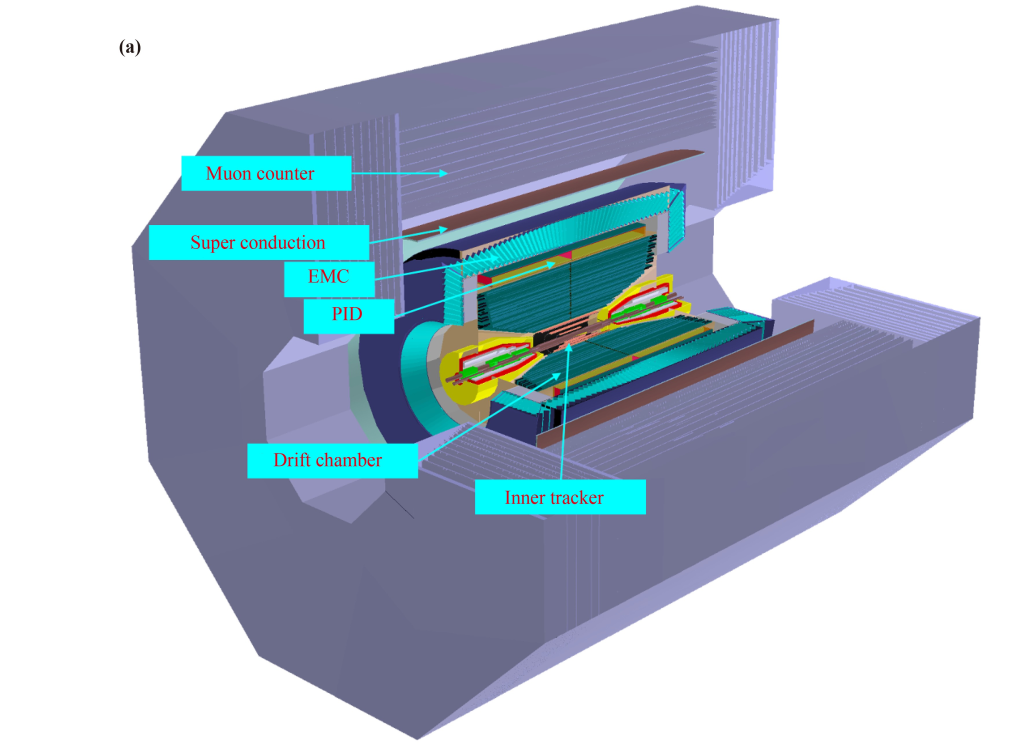 (a)
Muon counter
Super conduction
EMC
PID
Drift chamber
Inner tracker